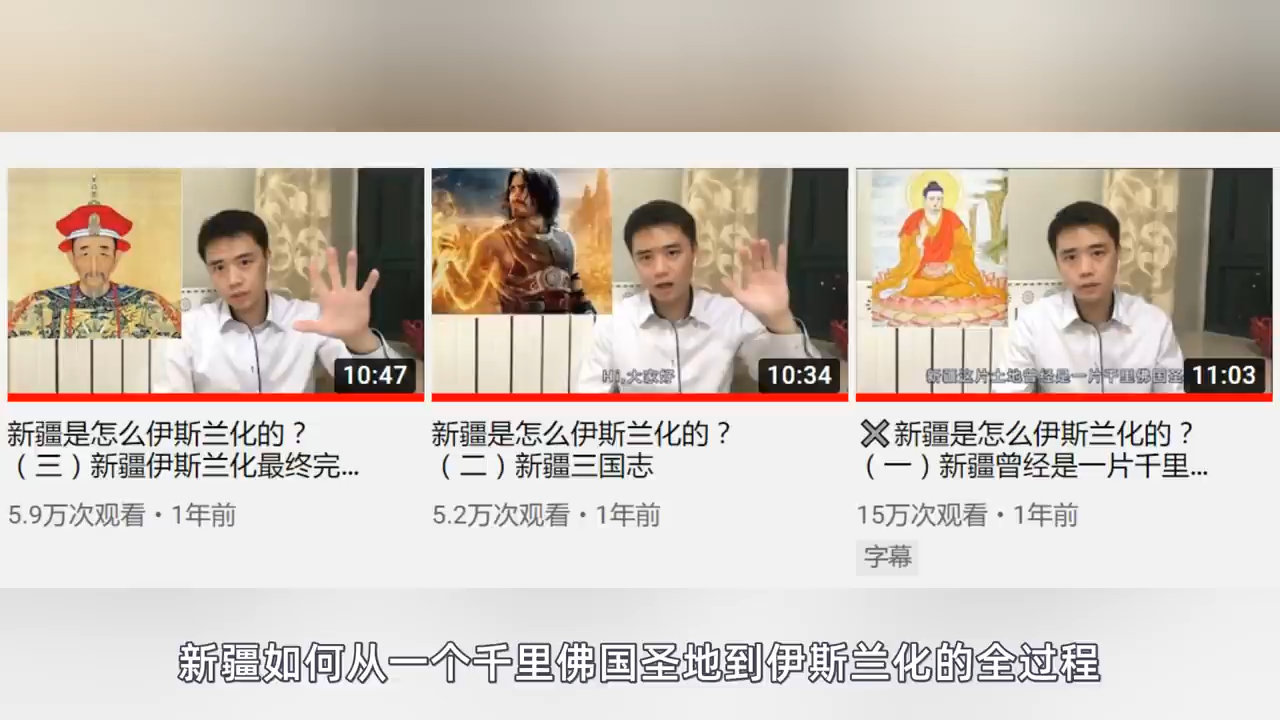 10:47
新疆是怎么伊斯兰化的？
（三）新疆伊斯兰化最终完...
5.9万次观看・1年前
Hi,大家好
10:34
新疆是怎么伊斯兰化的？
（二）新疆三国志
5.2万次观看・1年前
新疆这片土地曾经是一片千里佛国圣
11:03
❌新疆是怎么伊斯兰化的？
（一）新疆曾经是一片千里...
15万次观看・1年前
字幕
新疆如何从一个千里佛国圣地到伊斯兰化的全过程